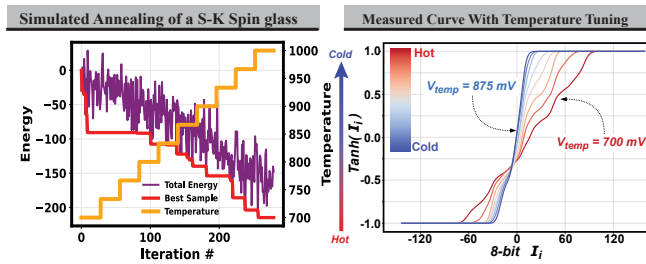 Simulated Annealing of a S-K Spin glass
Energy
0
-50
-100
-150
-200
0
100
200
Iteration #
Total Energy
Best Sample
Temperature
1000
950
900
850
800
750
700
Temperature
Cold
Hot
Measured Curve With Temperature Tuning
Tanh(I_i)
1.0
0.5
0.0
-0.5
-1.0
Hot
Cold
V_temp = 875 mV
V_temp = 700 mV
-120
-60
0
60
120
8-bit I_i